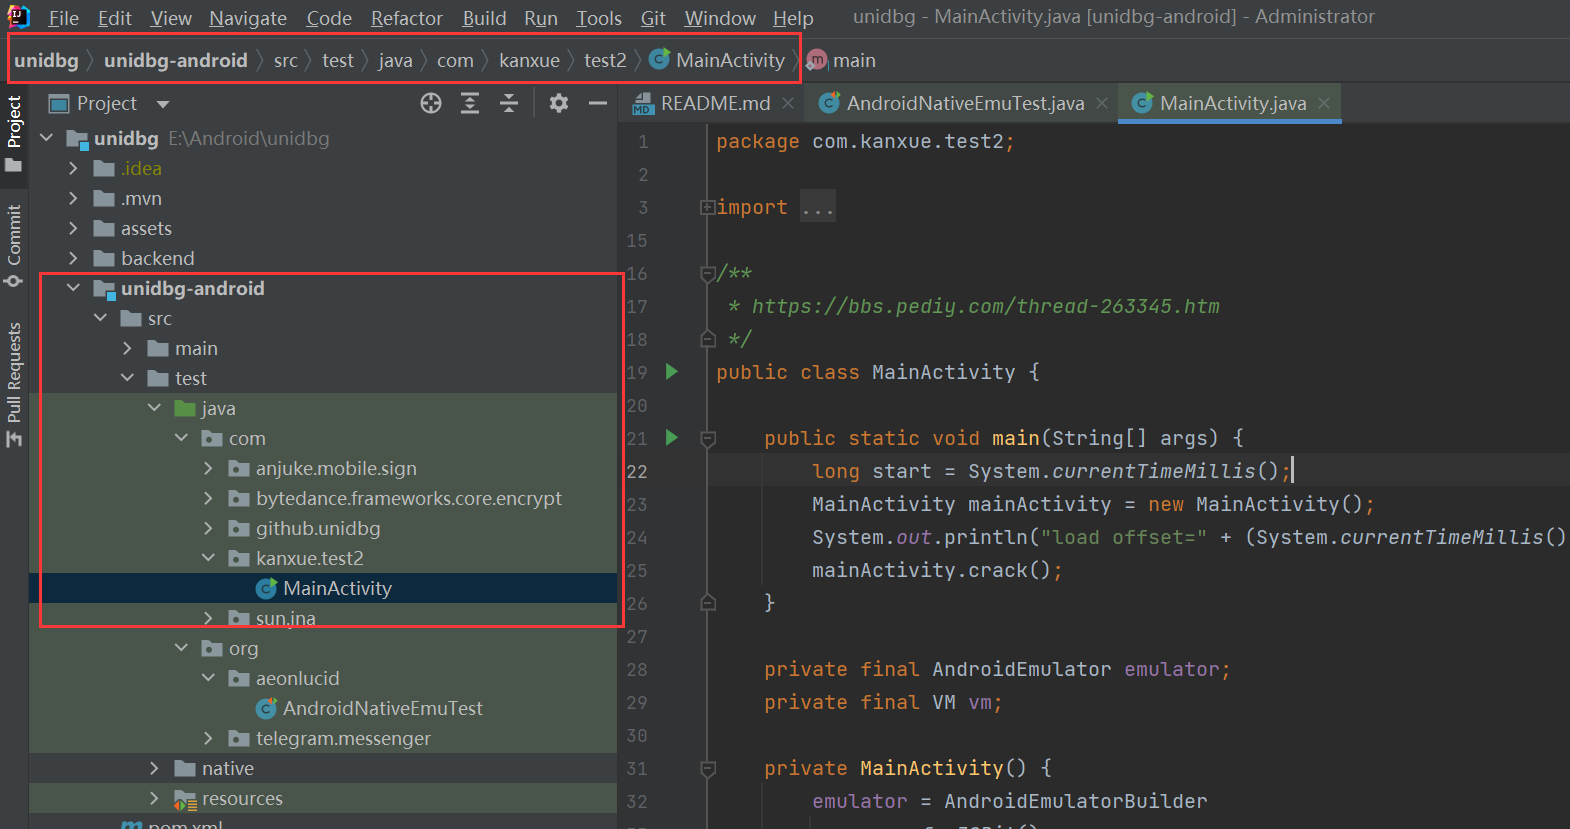 File Edit View Navigate Code Refactor Build Run Tools Git Window Help unidbg - MainActivity.java [unidbg-android] - Administrator
unidbg unidbg-android src test java com kanxue test2 MainActivity main
Project
Commit
Pull Requests
Project
unidbg E:\Android\unidbg
.idea
.mvn
assets
backend
unidbg-android
src
main
test
java
com
anjuke.mobile.sign
bytedance.frameworks.core.encrypt
github.unidbg
kanxue.test2
MainActivity
sun.jna
org
aeonlucid
AndroidNativeEmuTest
telegram.messenger
native
resources
pom.xml
README.md AndroidNativeEmuTest.java MainActivity.java
1 package com.kanxue.test2;
2
3 import ...
15
16 /**
17 * https://bbs.pediy.com/thread-263345.htm
18 */
19 public class MainActivity {
20
21 public static void main(String[] args) {
22 long start = System.currentTimeMillis();
23 MainActivity mainActivity = new MainActivity();
24 System.out.println("load offset=" + (System.currentTimeMillis()
25 mainActivity.crack();
26 }
27
28 private final AndroidEmulator emulator;
29 private final VM vm;
30
31 private MainActivity() {
32 emulator = AndroidEmulatorBuilder